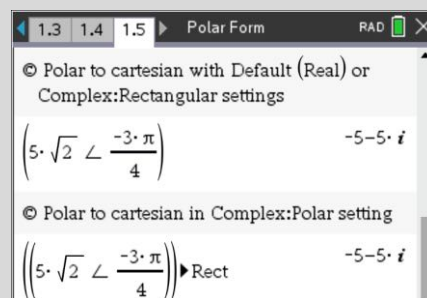 1.3 1.4 1.5 Polar Form RAD
© Polar to cartesian with Default (Real) or
Complex:Rectangular settings
(5·√2 ∠ -3·π/4) -5-5·i
© Polar to cartesian in Complex:Polar setting
((5·√2 ∠ -3·π/4))▶Rect -5-5·i